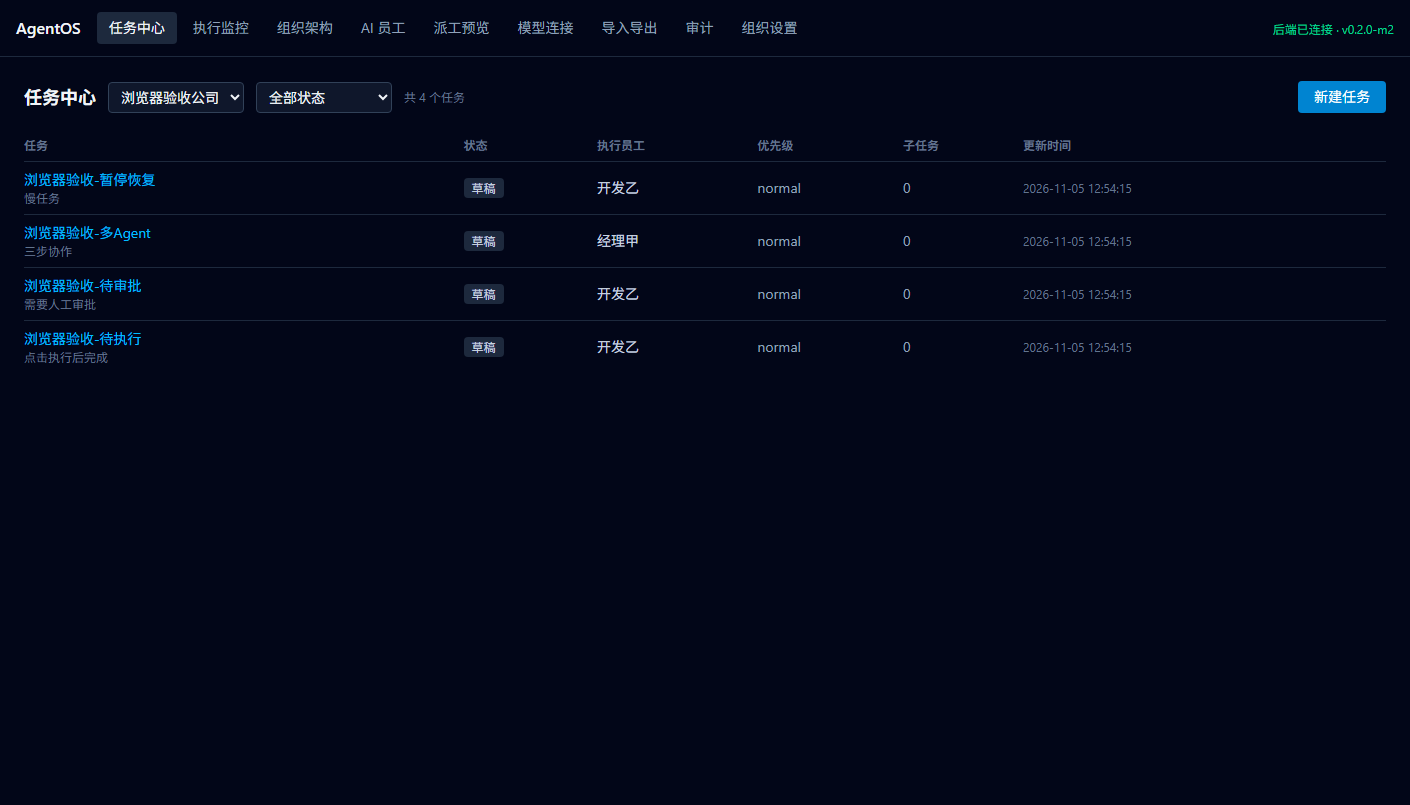 AgentOS 任务中心 执行监控 组织架构 AI 员工 派工预览 模型连接 导入导出 审计 组织设置 后端已连接 · v0.2.0-m2
任务中心 浏览器验收公司 全部状态 共 4 个任务 新建任务
任务 状态 执行员工 优先级 子任务 更新时间
浏览器验收-暂停恢复
慢任务
草稿 开发乙 normal 0 2026-11-05 12:54:15
浏览器验收-多Agent
三步协作
草稿 经理甲 normal 0 2026-11-05 12:54:15
浏览器验收-待审批
需要人工审批
草稿 开发乙 normal 0 2026-11-05 12:54:15
浏览器验收-待执行
点击执行后完成
草稿 开发乙 normal 0 2026-11-05 12:54:15